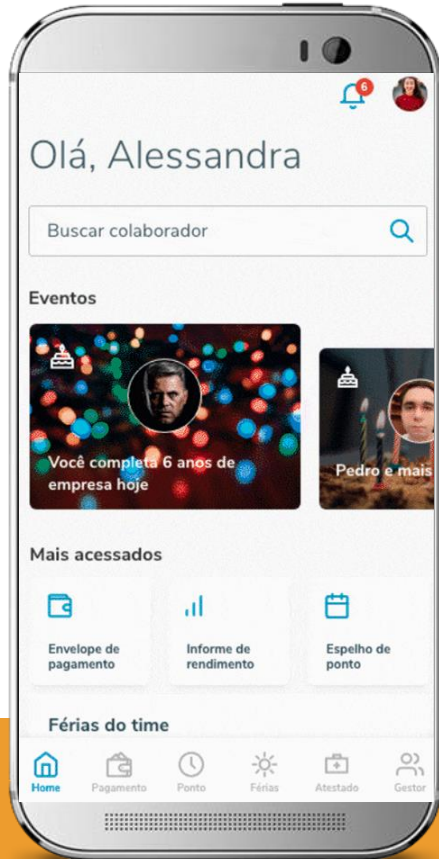 6
Olá, Alessandra
Buscar colaborador
Eventos
Você completa 6 anos de
empresa hoje
Pedro e mais
Mais acessados
Envelope de
pagamento
Informe de
rendimento
Espelho de
ponto
Férias do time
Home Pagamento Ponto Férias Atestado Gestor